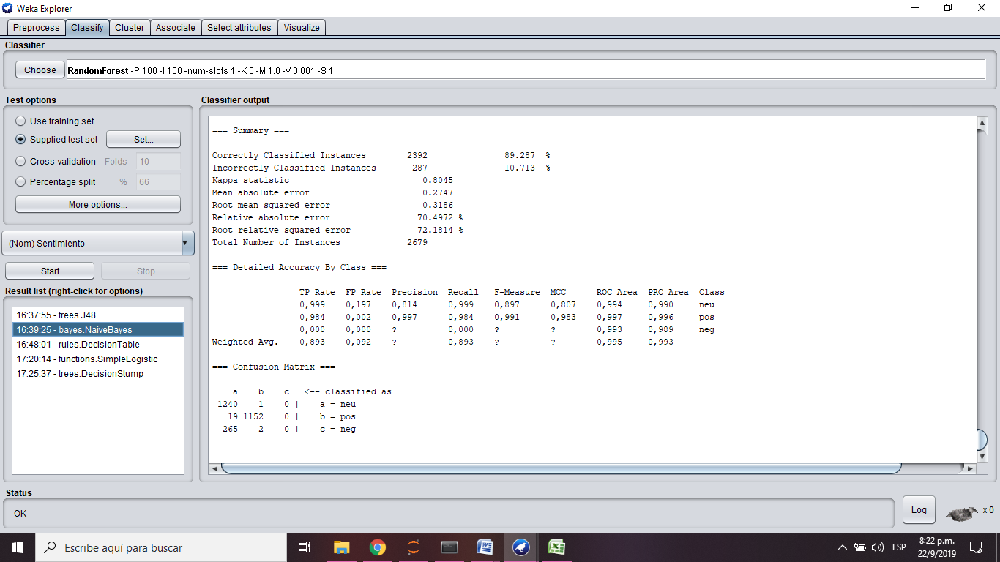 Weka Explorer
Preprocess Classify Cluster Associate Select attributes Visualize
Classifier
Choose RandomForest -P 100 -I 100 -num-slots 1 -K 0 -M 1.0 -V 0.001 -S 1
Test options
Use training set
Supplied test set Set...
Cross-validation Folds 10
Percentage split % 66
More options...
(Nom) Sentimiento
Start Stop
Result list (right-click for options)
16:37:55 - trees.J48
16:39:25 - bayes.NaiveBayes
16:48:01 - rules.DecisionTable
17:20:14 - functions.SimpleLogistic
17:25:37 - trees.DecisionStump
Classifier output
=== Summary ===
Correctly Classified Instances 2392 89.287 %
Incorrectly Classified Instances 287 10.713 %
Kappa statistic 0.8045
Mean absolute error 0.2747
Root mean squared error 0.3186
Relative absolute error 70.4972 %
Root relative squared error 72.1814 %
Total Number of Instances 2679
=== Detailed Accuracy By Class ===
TP Rate FP Rate Precision Recall F-Measure MCC ROC Area PRC Area Class
0,999 0,197 0,814 0,999 0,897 0,807 0,994 0,990 neu
0,984 0,002 0,997 0,984 0,991 0,983 0,997 0,996 pos
0,000 0,000 ? 0,000 ? ? 0,993 0,989 neg
Weighted Avg. 0,893 0,092 ? 0,893 ? ? 0,995 0,993
=== Confusion Matrix ===
a b c <-- classified as
1240 1 0 | a = neu
19 1152 0 | b = pos
265 2 0 | c = neg
Status
OK
Log x 0
Escribe aquí para buscar
ESP
8:22 p.m.
22/9/2019